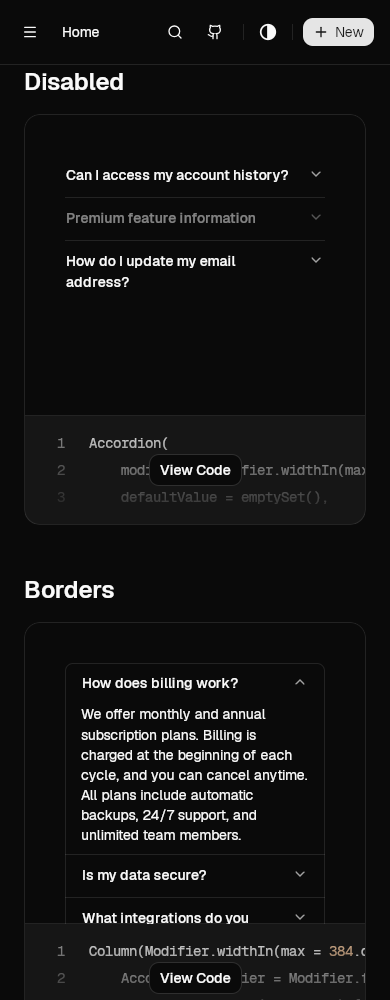 Home
New
Disabled
Can I access my account history?
Premium feature information
How do I update my email
address?
1 Accordion(
2 View Code
3 defaultValue = emptySet(),
Borders
How does billing work?
We offer monthly and annual
subscription plans. Billing is
charged at the beginning of each
cycle, and you can cancel anytime.
All plans include automatic
backups, 24/7 support, and
unlimited team members.
Is my data secure?
What integrations do you
1 Column(Modifier.widthIn(max = 384.d
2 View Code